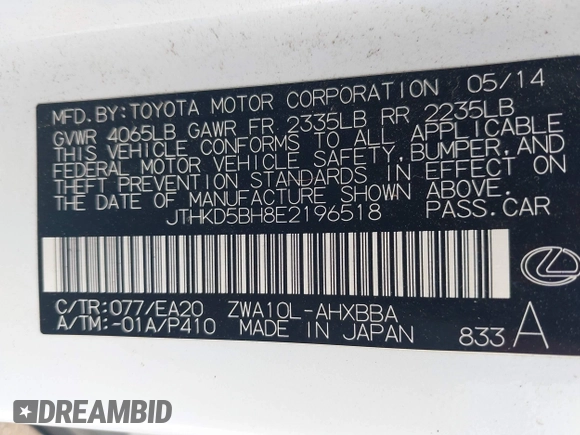 MFD. BY: TOYOTA MOTOR CORPORATION 05/14
GVWR 4065LB GAWR FR 2335LB RR 2235LB
THIS VEHICLE CONFORMS TO ALL APPLICABLE
FEDERAL MOTOR VEHICLE SAFETY, BUMPER, AND
THEFT PREVENTION STANDARDS IN EFFECT ON
THE DATE OF MANUFACTURE SHOWN ABOVE.
JTHKD5BH8E2196518 PASS.CAR
C/TR: 077/EA20 ZWA10L-AHXBBA
A/TM: -01A/P410 MADE IN JAPAN 833 A
DREAMBID